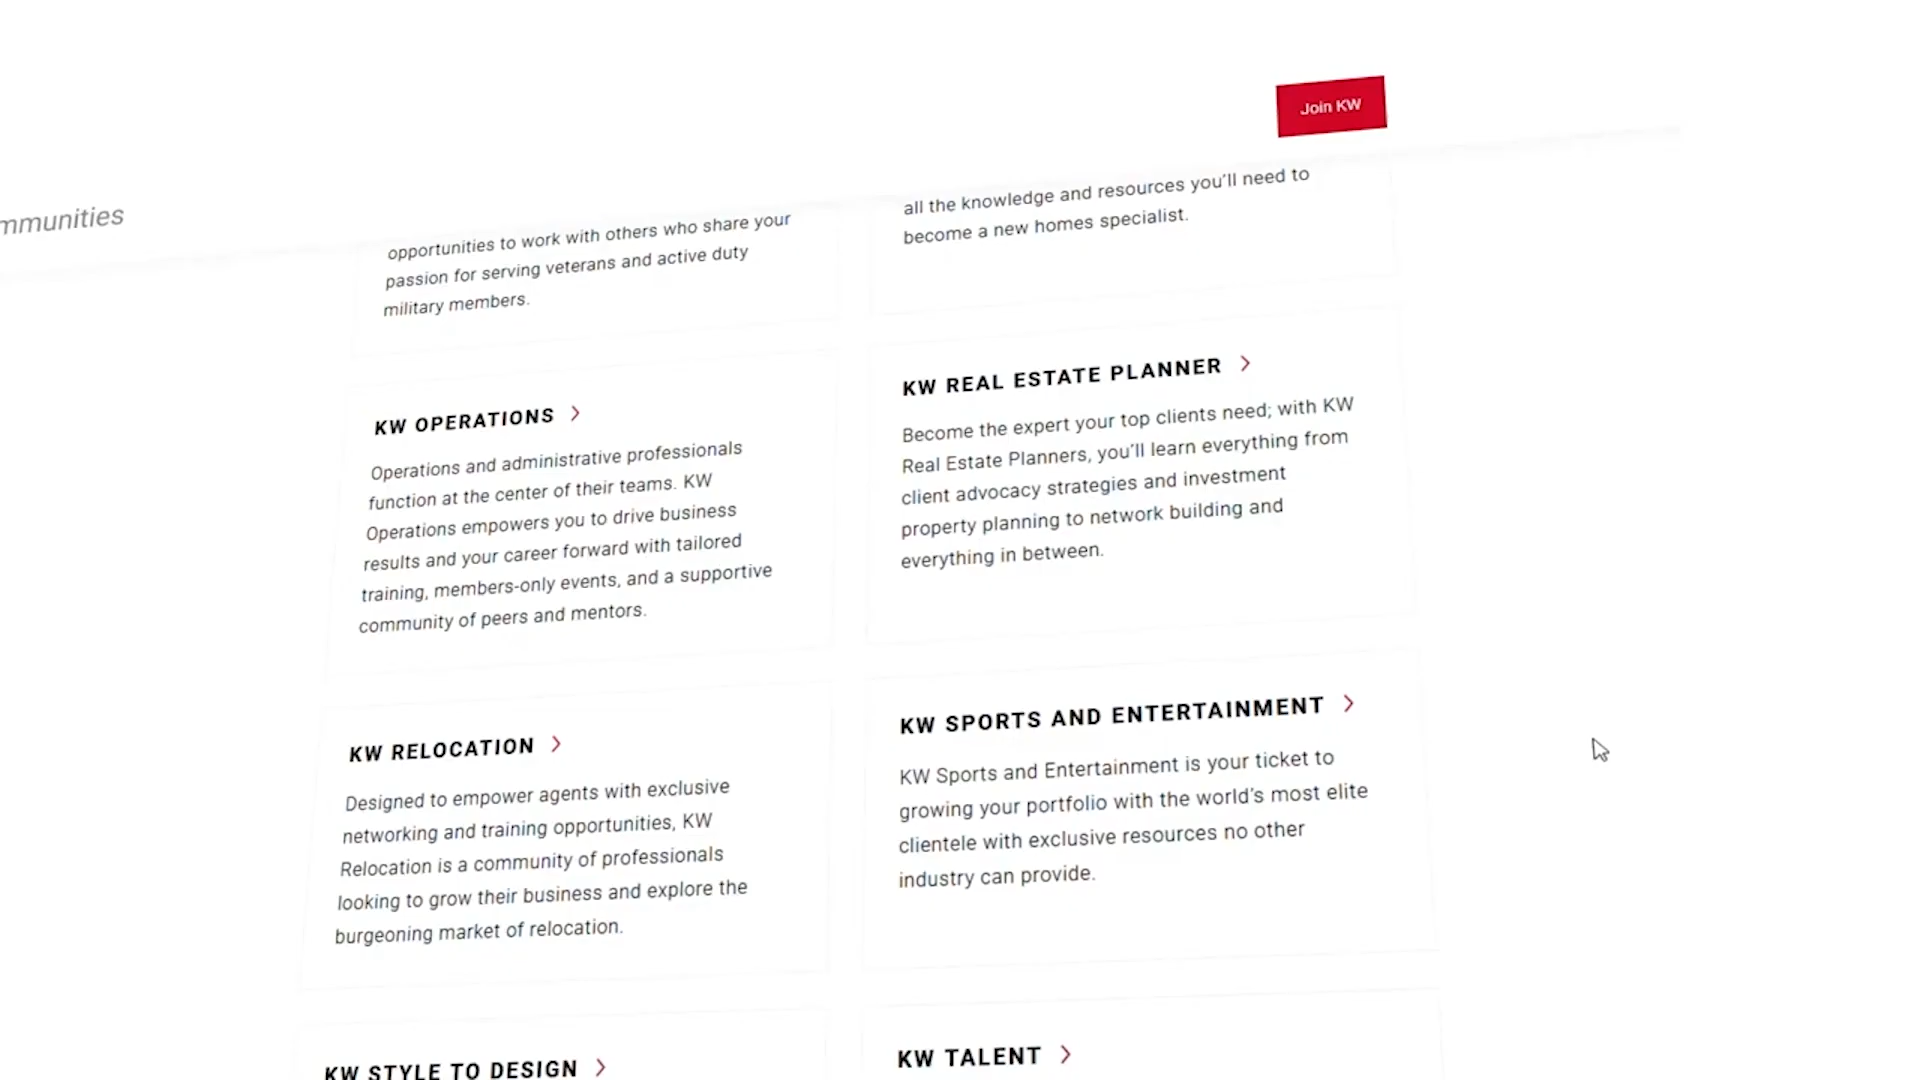 Join KW
mmunities
opportunities to work with others who share your
passion for serving veterans and active duty
military members.
all the knowledge and resources you'll need to
become a new homes specialist.
KW OPERATIONS
Operations and administrative professionals
function at the center of their teams. KW
Operations empowers you to drive business
results and your career forward with tailored
training, members-only events, and a supportive
community of peers and mentors.
KW REAL ESTATE PLANNER
Become the expert your top clients need; with KW
Real Estate Planners, you'll learn everything from
client advocacy strategies and investment
property planning to network building and
everything in between.
KW RELOCATION
Designed to empower agents with exclusive
networking and training opportunities, KW
Relocation is a community of professionals
looking to grow their business and explore the
burgeoning market of relocation.
KW SPORTS AND ENTERTAINMENT
KW Sports and Entertainment is your ticket to
growing your portfolio with the world's most elite
clientele with exclusive resources no other
industry can provide.
KW STYLE TO DESIGN
KW TALENT